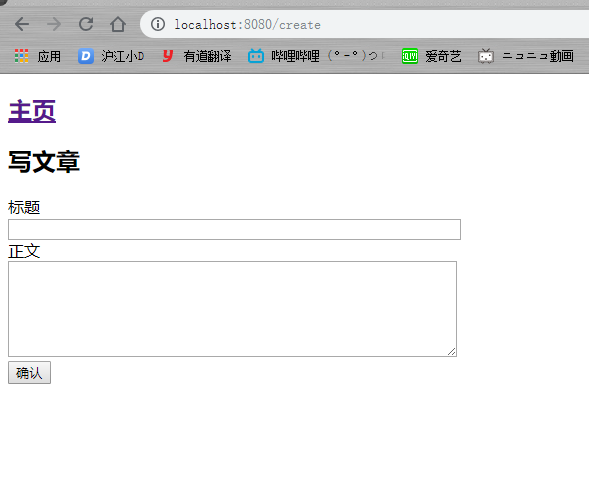 localhost:8080/create
应用 沪江小D 有道翻译 哔哩哔哩 (°-°)つ 爱奇艺 ニコニコ動画
主页
写文章
标题
正文
确认